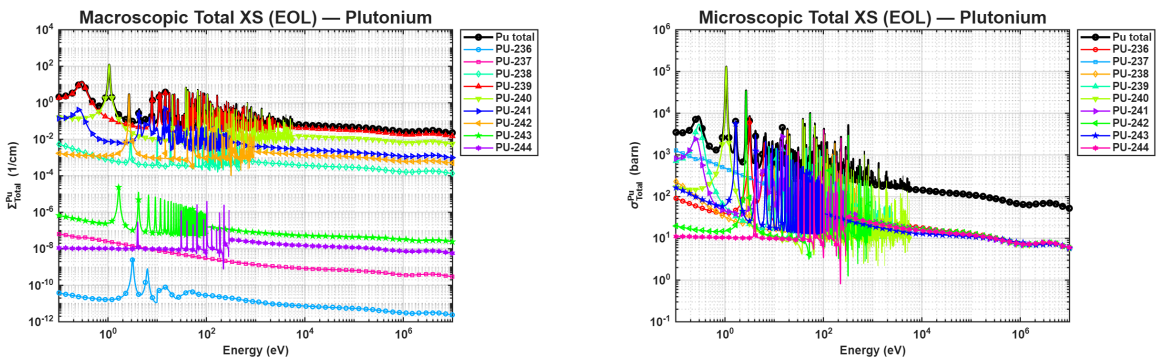 Macroscopic Total XS (EOL) — Plutonium
10^4
10^2
10^0
10^-2
10^-4
10^-6
10^-8
10^-10
10^-12
Σ^Pu_Total (1/cm)
10^0
10^2
10^4
10^6
Energy (eV)
Pu total
PU-236
PU-237
PU-238
PU-239
PU-240
PU-241
PU-242
PU-243
PU-244
Microscopic Total XS (EOL) — Plutonium
10^6
10^5
10^4
10^3
10^2
10^1
10^0
10^-1
σ^Pu_Total (barn)
10^0
10^2
10^4
10^6
Energy (eV)
Pu total
PU-236
PU-237
PU-238
PU-239
PU-240
PU-241
PU-242
PU-243
PU-244